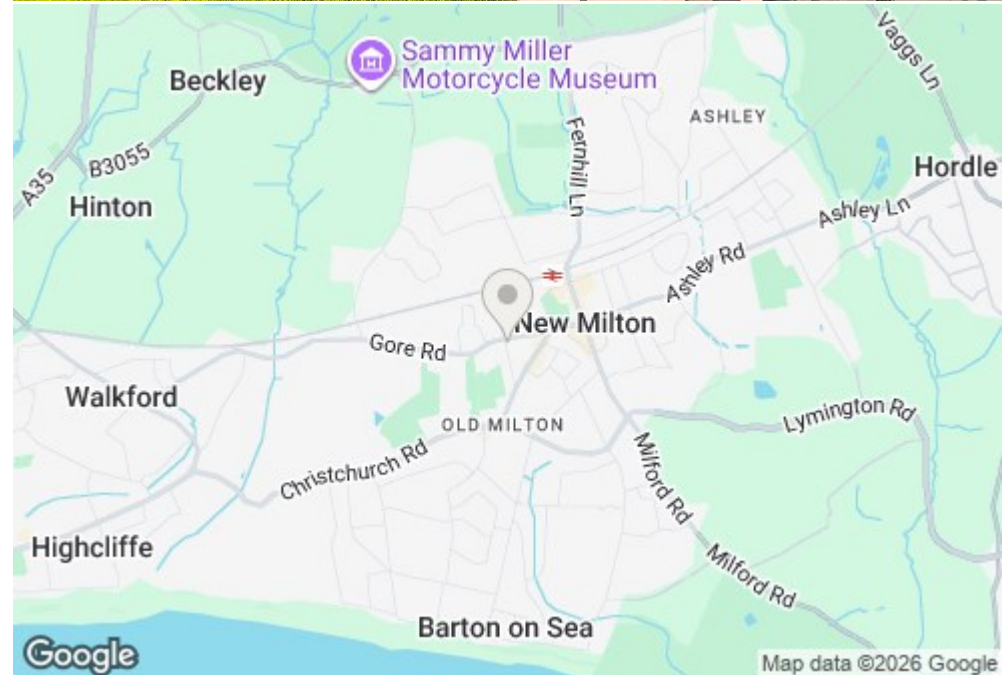 Sammy Miller
Motorcycle Museum
Beckley
Vaggs Ln
ASHLEY
Fernhill Ln
B3055
A35
Hordle
Hinton
Ashley Ln
Ashley Rd
New Milton
Gore Rd
Walkford
Lymington Rd
OLD MILTON
Christchurch Rd
Milford Rd
Highcliffe
Milford Rd
Barton on Sea
Google
Map data ©2026 Google